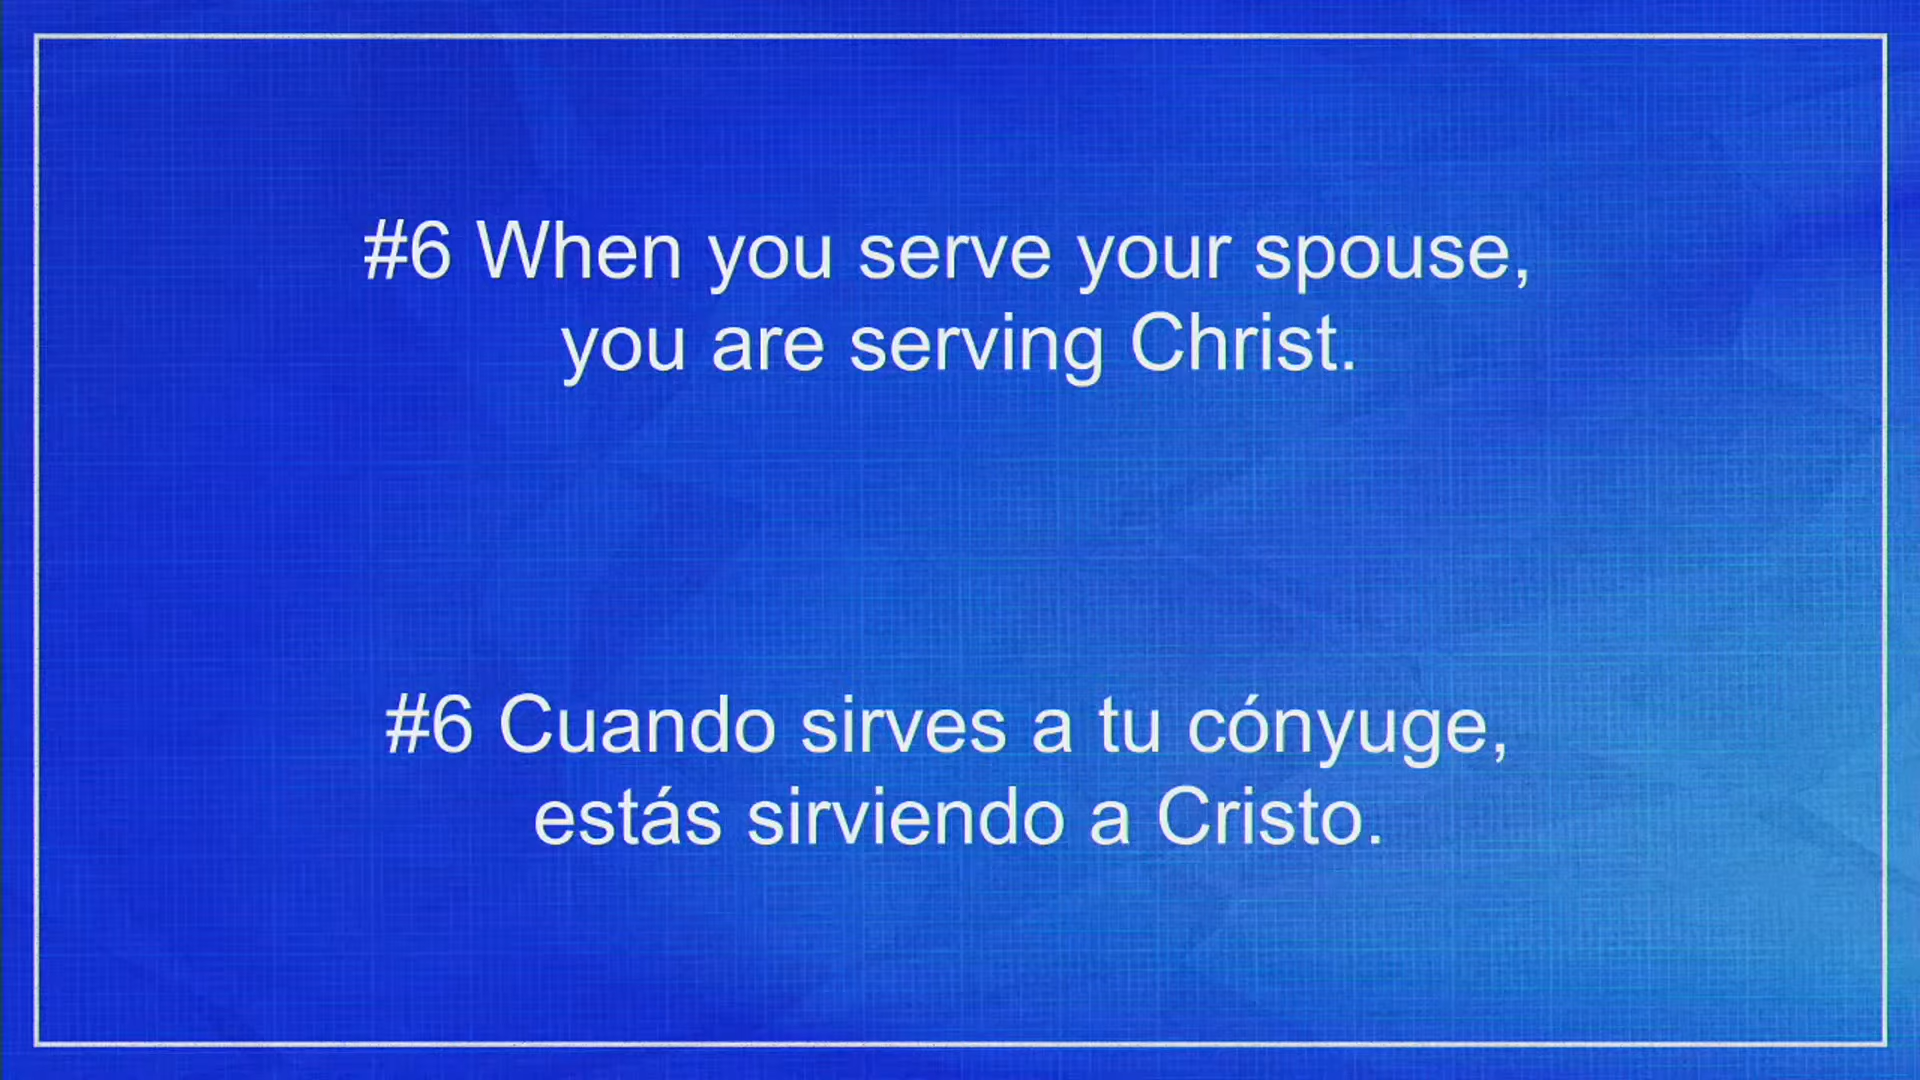 #6 When you serve your spouse,
you are serving Christ.
#6 Cuando sirves a tu cónyuge,
estás sirviendo a Cristo.